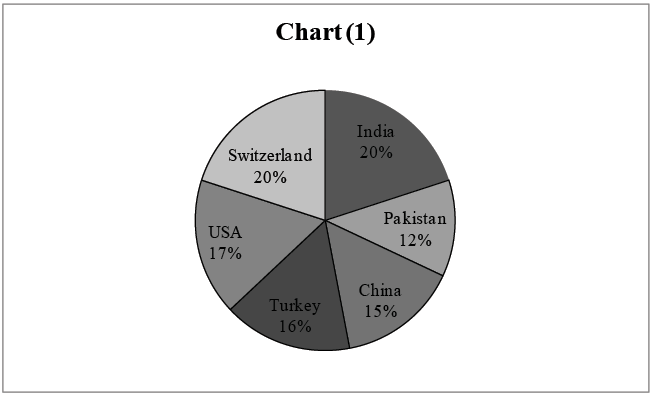 Chart (1)
India
20%
Pakistan
12%
China
15%
Turkey
16%
USA
17%
Switzerland
20%